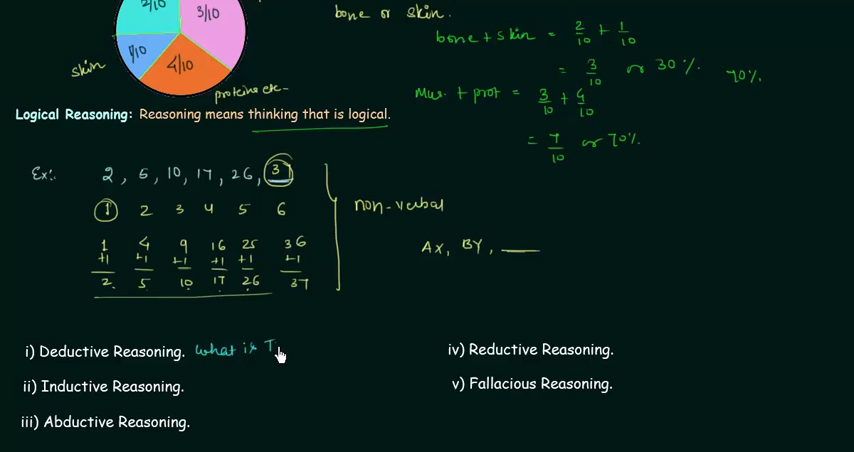 2/10
3/10
1/10
4/10
skin
proteins etc-
bone or skin.
bone + skin = 2/10 + 1/10
= 3/10 or 30 %.
70%.
Mus. + prot = 3/10 + 4/10
= 7/10 or 70%.
Logical Reasoning: Reasoning means thinking that is logical.
Ex:. 2, 5, 10, 17, 26, 37
1 2 3 4 5 6
1 4 9 16 25 36
+1 +1 +1 +1 +1 +1
2 5 10 17 26 37
non-verbal
AX, BY, ___
i) Deductive Reasoning. What is T
ii) Inductive Reasoning.
iii) Abductive Reasoning.
iv) Reductive Reasoning.
v) Fallacious Reasoning.